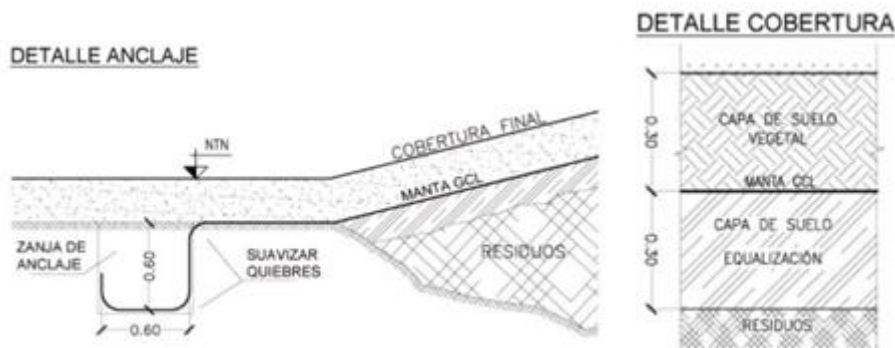 DETALLE ANCLAJE
NTN
COBERTURA FINAL
MANTA GCL
ZANJA DE
ANCLAJE
0.60
0.60
SUAVIZAR
QUIEBRES
RESIDUOS
DETALLE COBERTURA
0.30
CAPA DE SUELO
VEGETAL
MANTA GCL
0.30
CAPA DE SUELO
EQUALIZACIÓN
RESIDUOS